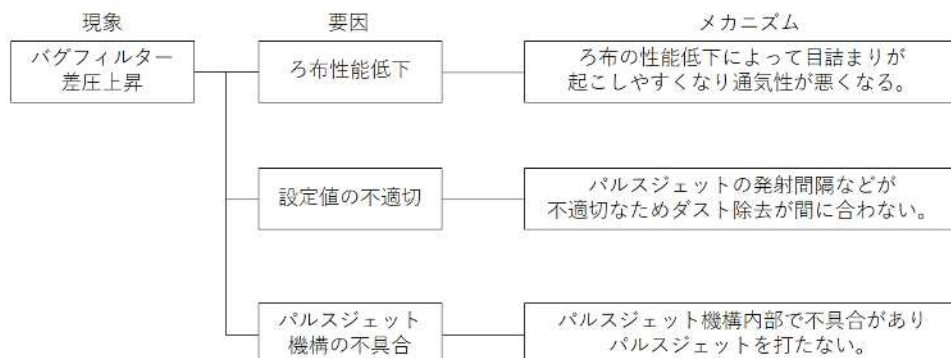 現象
要因
メカニズム
バグフィルター
差圧上昇
ろ布性能低下
ろ布の性能低下によって目詰まりが
起こしやすくなり通気性が悪くなる。
設定値の不適切
パルスジェットの発射間隔などが
不適切なためダスト除去が間に合わない。
パルスジェット
機構の不具合
パルスジェット機構内部で不具合があり
パルスジェットを打たない。